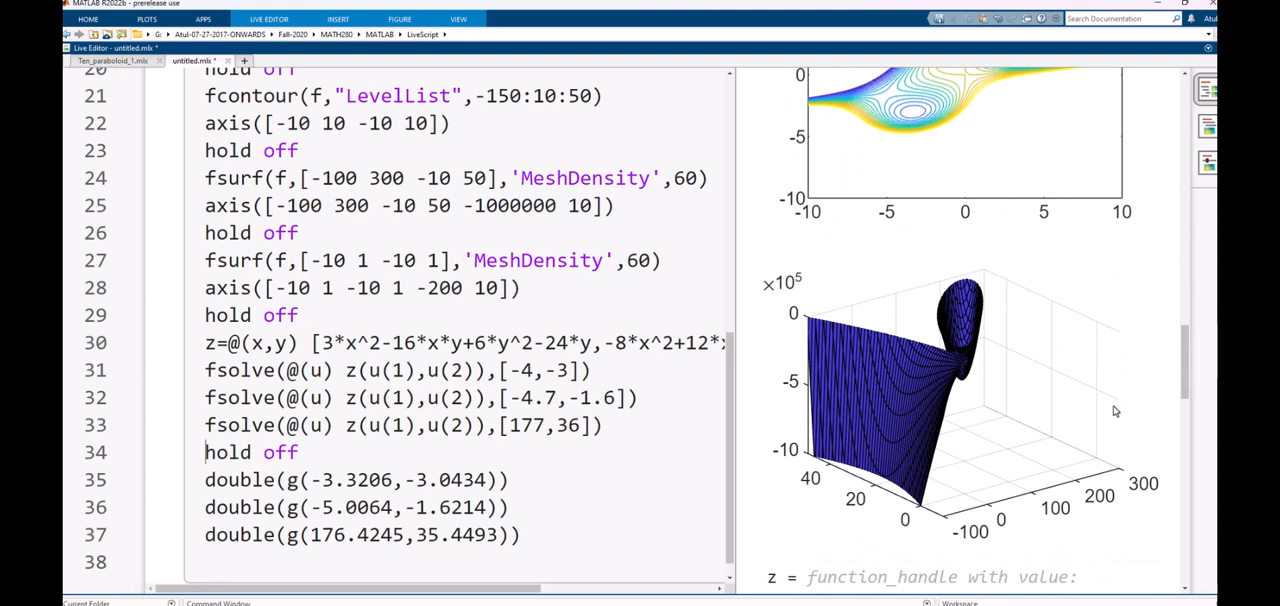 MATLAB R2022b - prerelease use
HOME PLOTS APPS LIVE EDITOR INSERT FIGURE VIEW Search Documentation Atul
G: Atul-07-27-2017-ONWARDS Fall-2020 MATH280 MATLAB LiveScript
Live Editor - untitled.mlx *
Ten_paraboloid_1.mlx untitled.mlx *
20 hold off
21 fcontour(f,"LevelList",-150:10:50)
22 axis([-10 10 -10 10])
23 hold off
24 fsurf(f,[-100 300 -10 50],'MeshDensity',60)
25 axis([-100 300 -10 50 -1000000 10])
26 hold off
27 fsurf(f,[-10 1 -10 1],'MeshDensity',60)
28 axis([-10 1 -10 1 -200 10])
29 hold off
30 z=@(x,y) [3*x^2-16*x*y+6*y^2-24*y,-8*x^2+12*
31 fsolve(@(u) z(u(1),u(2)),[-4,-3])
32 fsolve(@(u) z(u(1),u(2)),[-4.7,-1.6])
33 fsolve(@(u) z(u(1),u(2)),[177,36])
34 hold off
35 double(g(-3.3206,-3.0434))
36 double(g(-5.0064,-1.6214))
37 double(g(176.4245,35.4493))
38
0
-5
-10
-10 -5 0 5 10
×10^5
0
-5
-10
40 20 0
-100 0 100 200 300
z = function_handle with value:
Current Folder Command Window Workspace